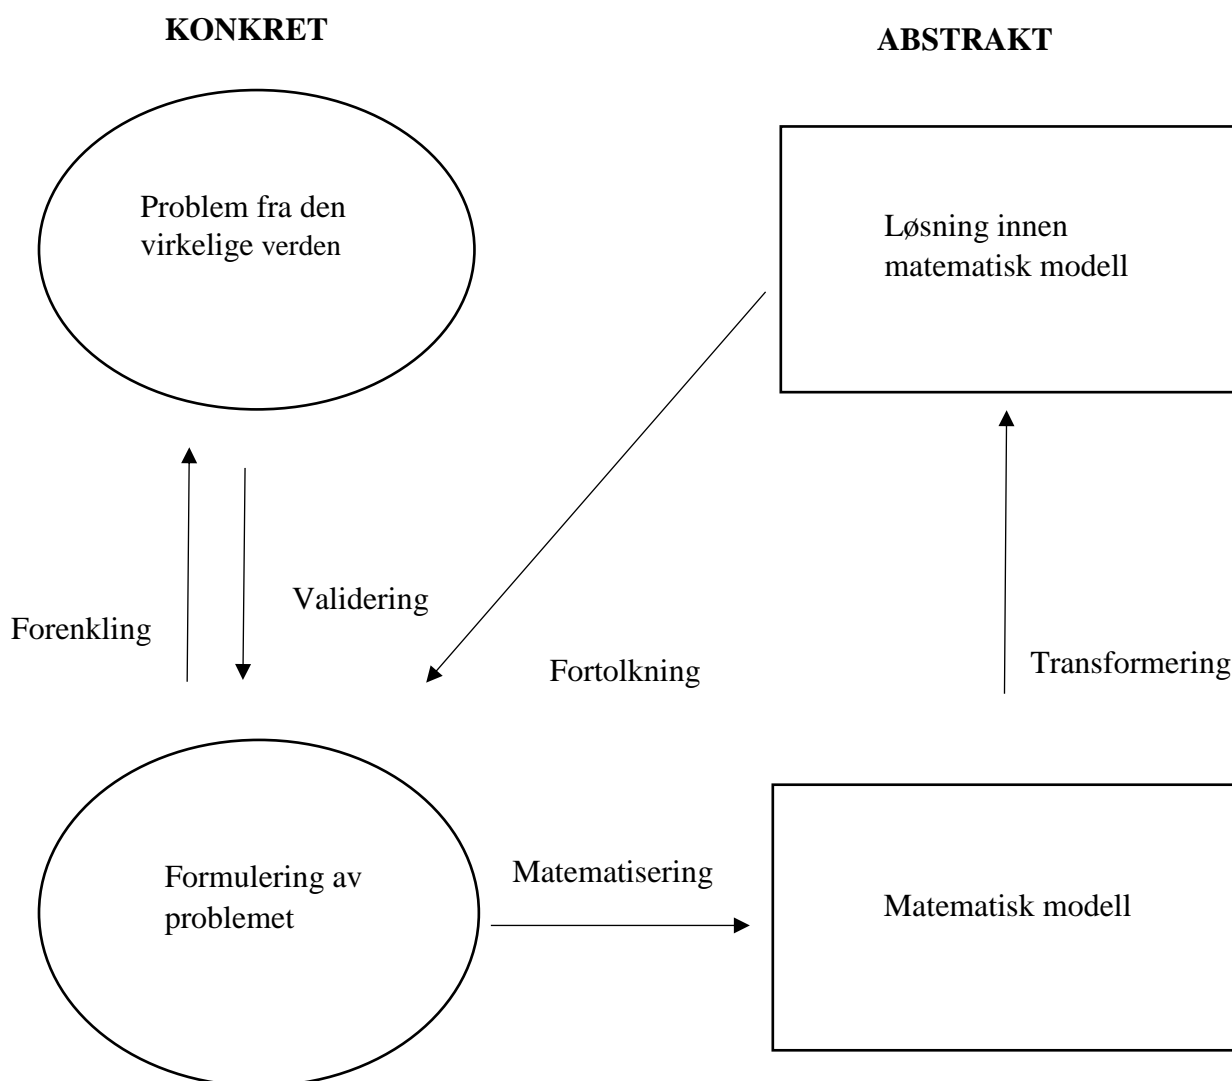 KONKRET
ABSTRAKT
Problem fra den
virkelige verden
Løsning innen
matematisk modell
Validering
Forenkling
Fortolkning
Transformering
Formulering av
problemet
Matematisering
Matematisk modell